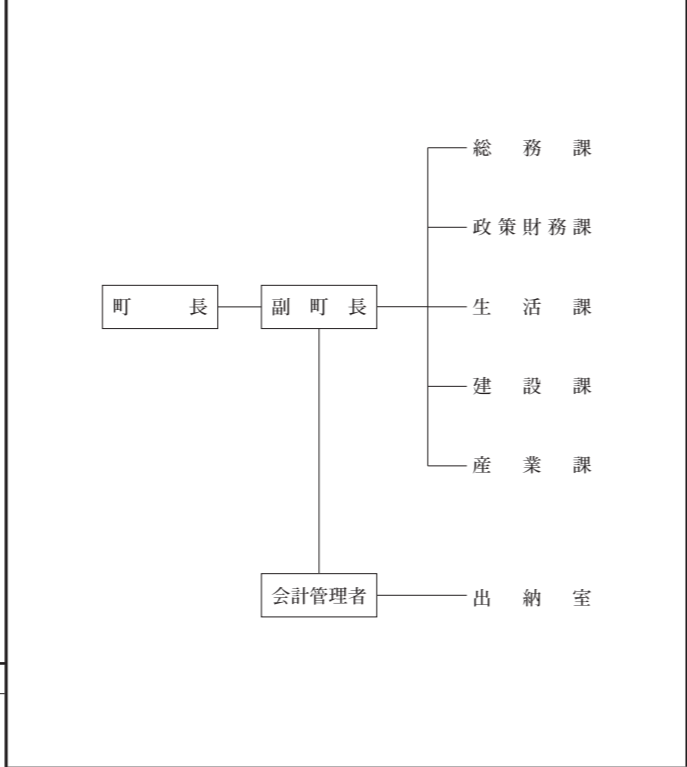 総務課
政策財務課
町長
副町長
生活課
建設課
産業課
会計管理者
出納室